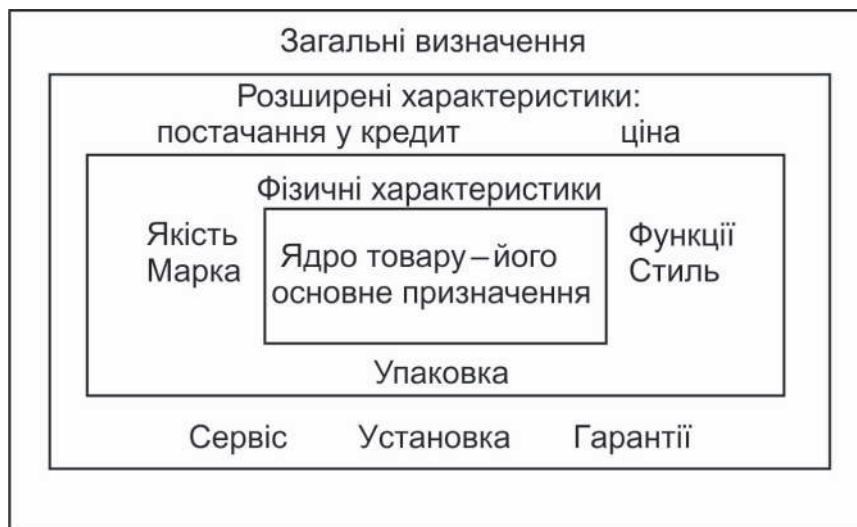 Загальні визначення
Розширені характеристики:
постачання у кредит ціна
Фізичні характеристики
Якість
Марка
Ядро товару – його
основне призначення
Функції
Стиль
Упаковка
Сервіс Установка Гарантії